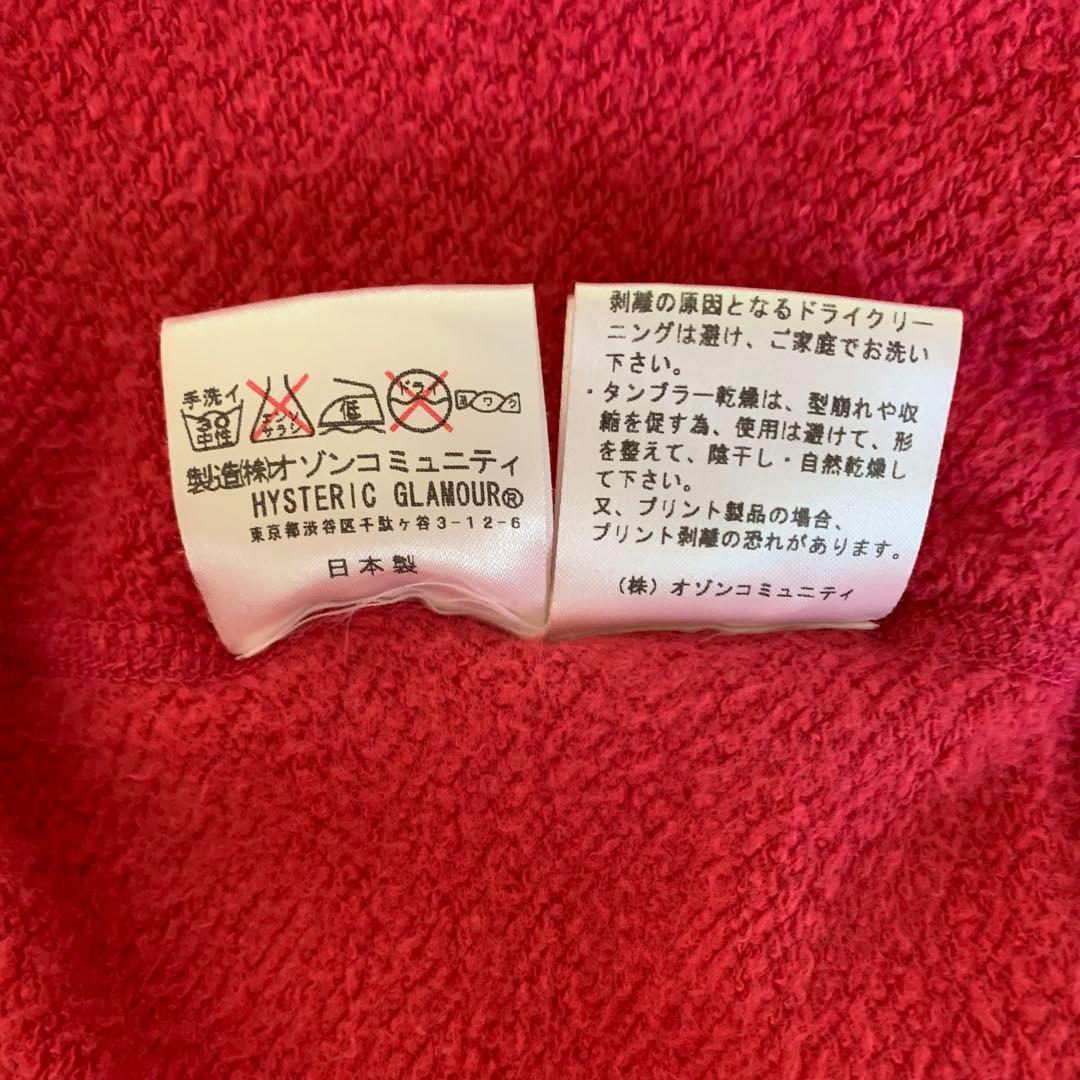 手洗イ
30
中性
エンソ
サラシ
低
ドライ
ヨワク
製造(株)オゾンコミュニティ
HYSTERIC GLAMOUR®
東京都渋谷区千駄ヶ谷3-12-6
日本製
剥離の原因となるドライクリー
ニングは避け、ご家庭でお洗い
下さい。
・タンブラー乾燥は、型崩れや収
縮を促す為、使用は避けて、形
を整えて、陰干し・自然乾燥し
て下さい。
又、プリント製品の場合、
プリント剥離の恐れがあります。
(株)オゾンコミュニティ